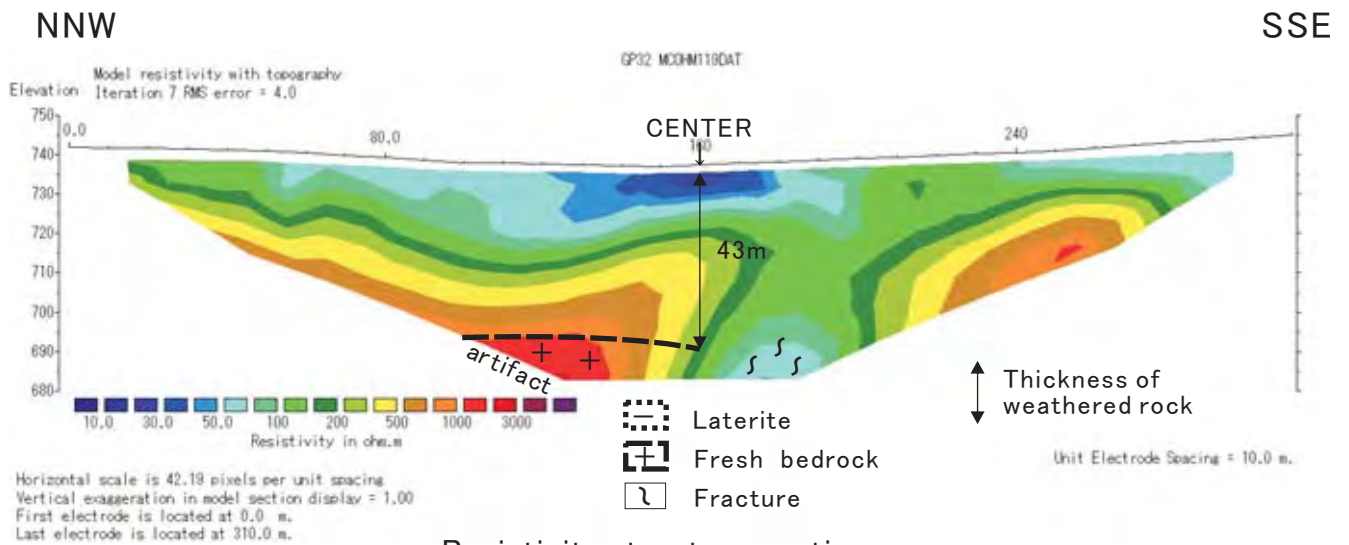 NNW
SSE
GP32 MCOHM119DAT
Model resistivity with topography
Elevation Iteration 7 RMS error = 4.0
750
0.0
80.0
CENTER
160
240
740
730
720
43m
710
700
690
artifact
680
10.0 30.0 50.0 100 200 500 1000 3000
Resistivity in ohm.m
Thickness of
weathered rock
Laterite
Fresh bedrock
Fracture
Unit Electrode Spacing = 10.0 m.
Horizontal scale is 42.19 pixels per unit spacing
Vertical exaggeration in model section display = 1.00
First electrode is located at 0.0 m.
Last electrode is located at 310.0 m.